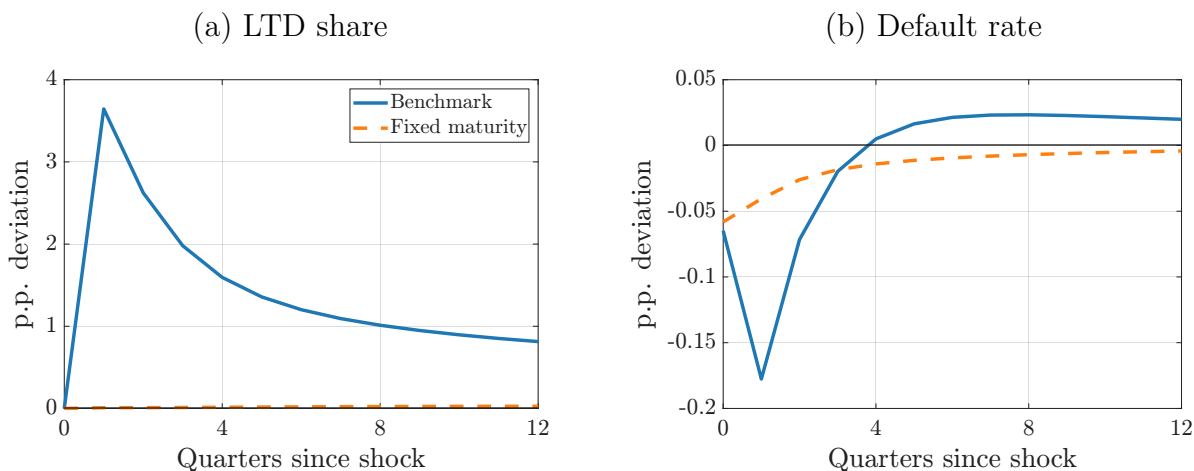 (a) LTD share
4
3
2
1
0
0
4
8
12
p.p. deviation
Quarters since shock
Benchmark
Fixed maturity
(b) Default rate
0.05
0
-0.05
-0.1
-0.15
-0.2
0
4
8
12
p.p. deviation
Quarters since shock